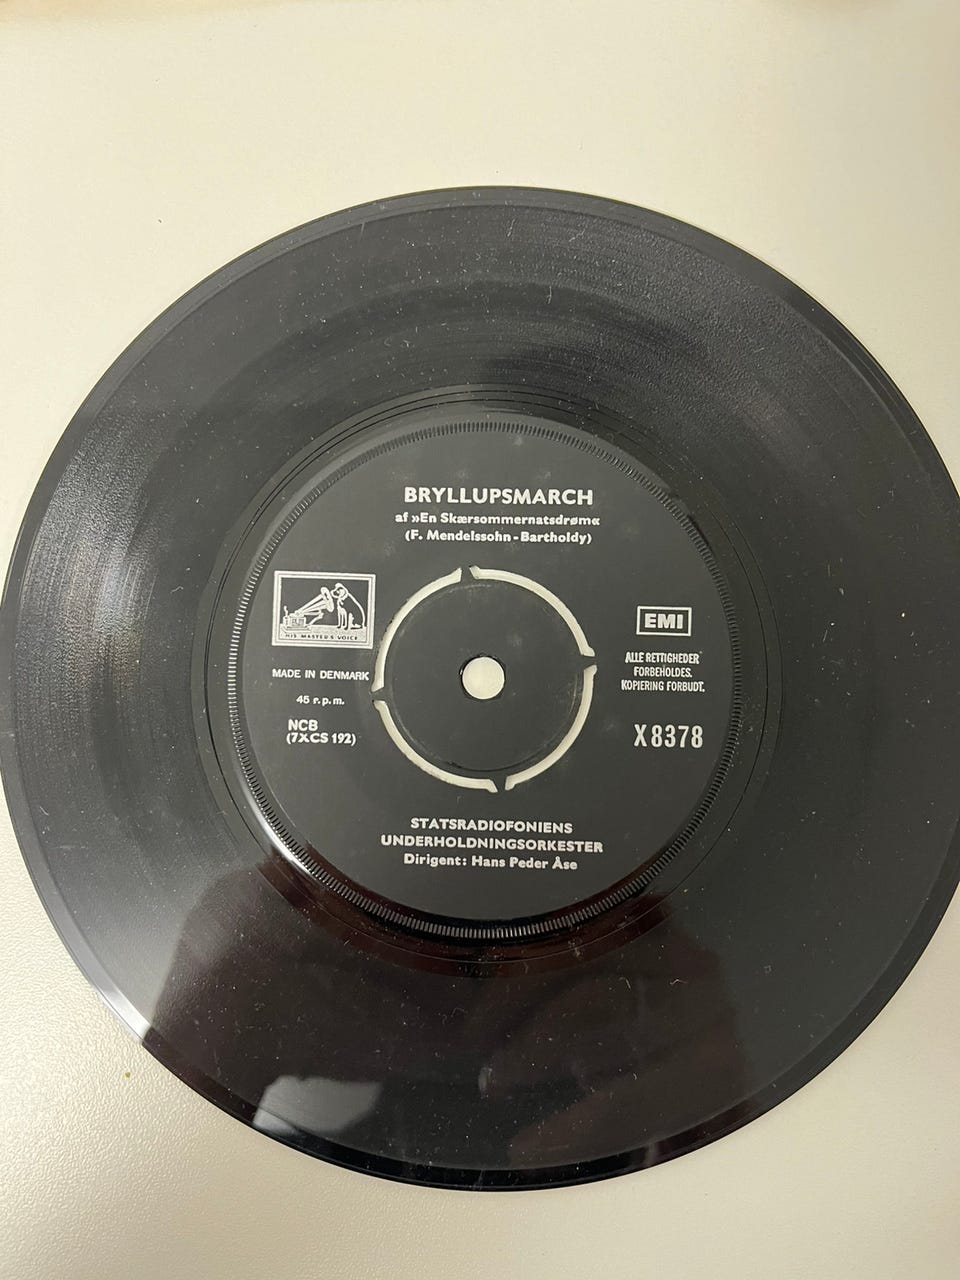 BRYLLUPSMARCH
af »En Skærsommernatsdrøm«
(F. Mendelssohn-Bartholdy)
HIS MASTER'S VOICE
MADE IN DENMARK
45 r.p.m.
NCB
(7XCS 192)
EMI
ALLE RETTIGHEDER
FORBEHOLDES.
KOPIERING FORBUDT.
X8378
STATSRADIOFONIENS
UNDERHOLDNINGSORKESTER
Dirigent: Hans Peder Åse